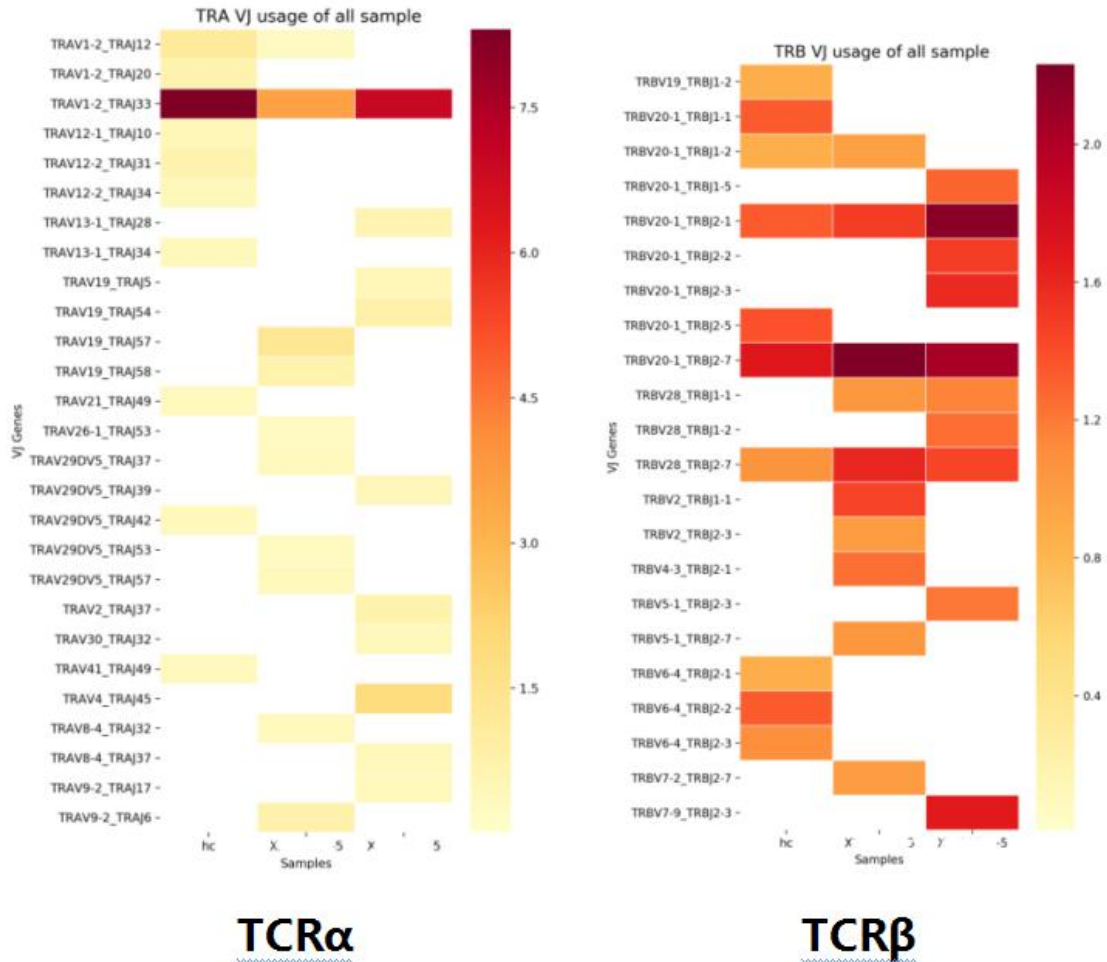 TRA VJ usage of all sample
TRAV1-2_TRAJ12
TRAV1-2_TRAJ20
TRAV1-2_TRAJ33
TRAV12-1_TRAJ10
TRAV12-2_TRAJ31
TRAV12-2_TRAJ34
TRAV13-1_TRAJ28
TRAV13-1_TRAJ34
TRAV19_TRAJ5
TRAV19_TRAJ54
TRAV19_TRAJ57
TRAV19_TRAJ58
TRAV21_TRAJ49
TRAV26-1_TRAJ53
TRAV29DV5_TRAJ37
TRAV29DV5_TRAJ39
TRAV29DV5_TRAJ42
TRAV29DV5_TRAJ53
TRAV29DV5_TRAJ57
TRAV2_TRAJ37
TRAV30_TRAJ32
TRAV41_TRAJ49
TRAV4_TRAJ45
TRAV8-4_TRAJ32
TRAV8-4_TRAJ37
TRAV9-2_TRAJ17
TRAV9-2_TRAJ6
VJ Genes
hc X -5 X 5
Samples
7.5
6.0
4.5
3.0
1.5
TCRα
TRB VJ usage of all sample
TRBV19_TRBJ1-2
TRBV20-1_TRBJ1-1
TRBV20-1_TRBJ1-2
TRBV20-1_TRBJ1-5
TRBV20-1_TRBJ2-1
TRBV20-1_TRBJ2-2
TRBV20-1_TRBJ2-3
TRBV20-1_TRBJ2-5
TRBV20-1_TRBJ2-7
TRBV28_TRBJ1-1
TRBV28_TRBJ1-2
TRBV28_TRBJ2-7
TRBV2_TRBJ1-1
TRBV2_TRBJ2-3
TRBV4-3_TRBJ2-1
TRBV5-1_TRBJ2-3
TRBV5-1_TRBJ2-7
TRBV6-4_TRBJ2-1
TRBV6-4_TRBJ2-2
TRBV6-4_TRBJ2-3
TRBV7-2_TRBJ2-7
TRBV7-9_TRBJ2-3
VJ Genes
hc X -5
Samples
2.0
1.6
1.2
0.8
0.4
TCRβ